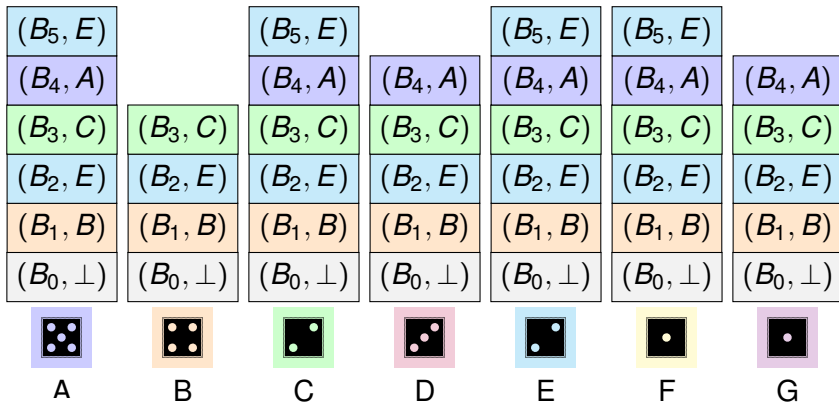 (B₅, E) (B₅, E) (B₅, E) (B₅, E)
(B₄, A) (B₄, A) (B₄, A) (B₄, A) (B₄, A) (B₄, A)
(B₃, C) (B₃, C) (B₃, C) (B₃, C) (B₃, C) (B₃, C) (B₃, C)
(B₂, E) (B₂, E) (B₂, E) (B₂, E) (B₂, E) (B₂, E) (B₂, E)
(B₁, B) (B₁, B) (B₁, B) (B₁, B) (B₁, B) (B₁, B) (B₁, B)
(B₀, ⊥) (B₀, ⊥) (B₀, ⊥) (B₀, ⊥) (B₀, ⊥) (B₀, ⊥) (B₀, ⊥)
A B C D E F G